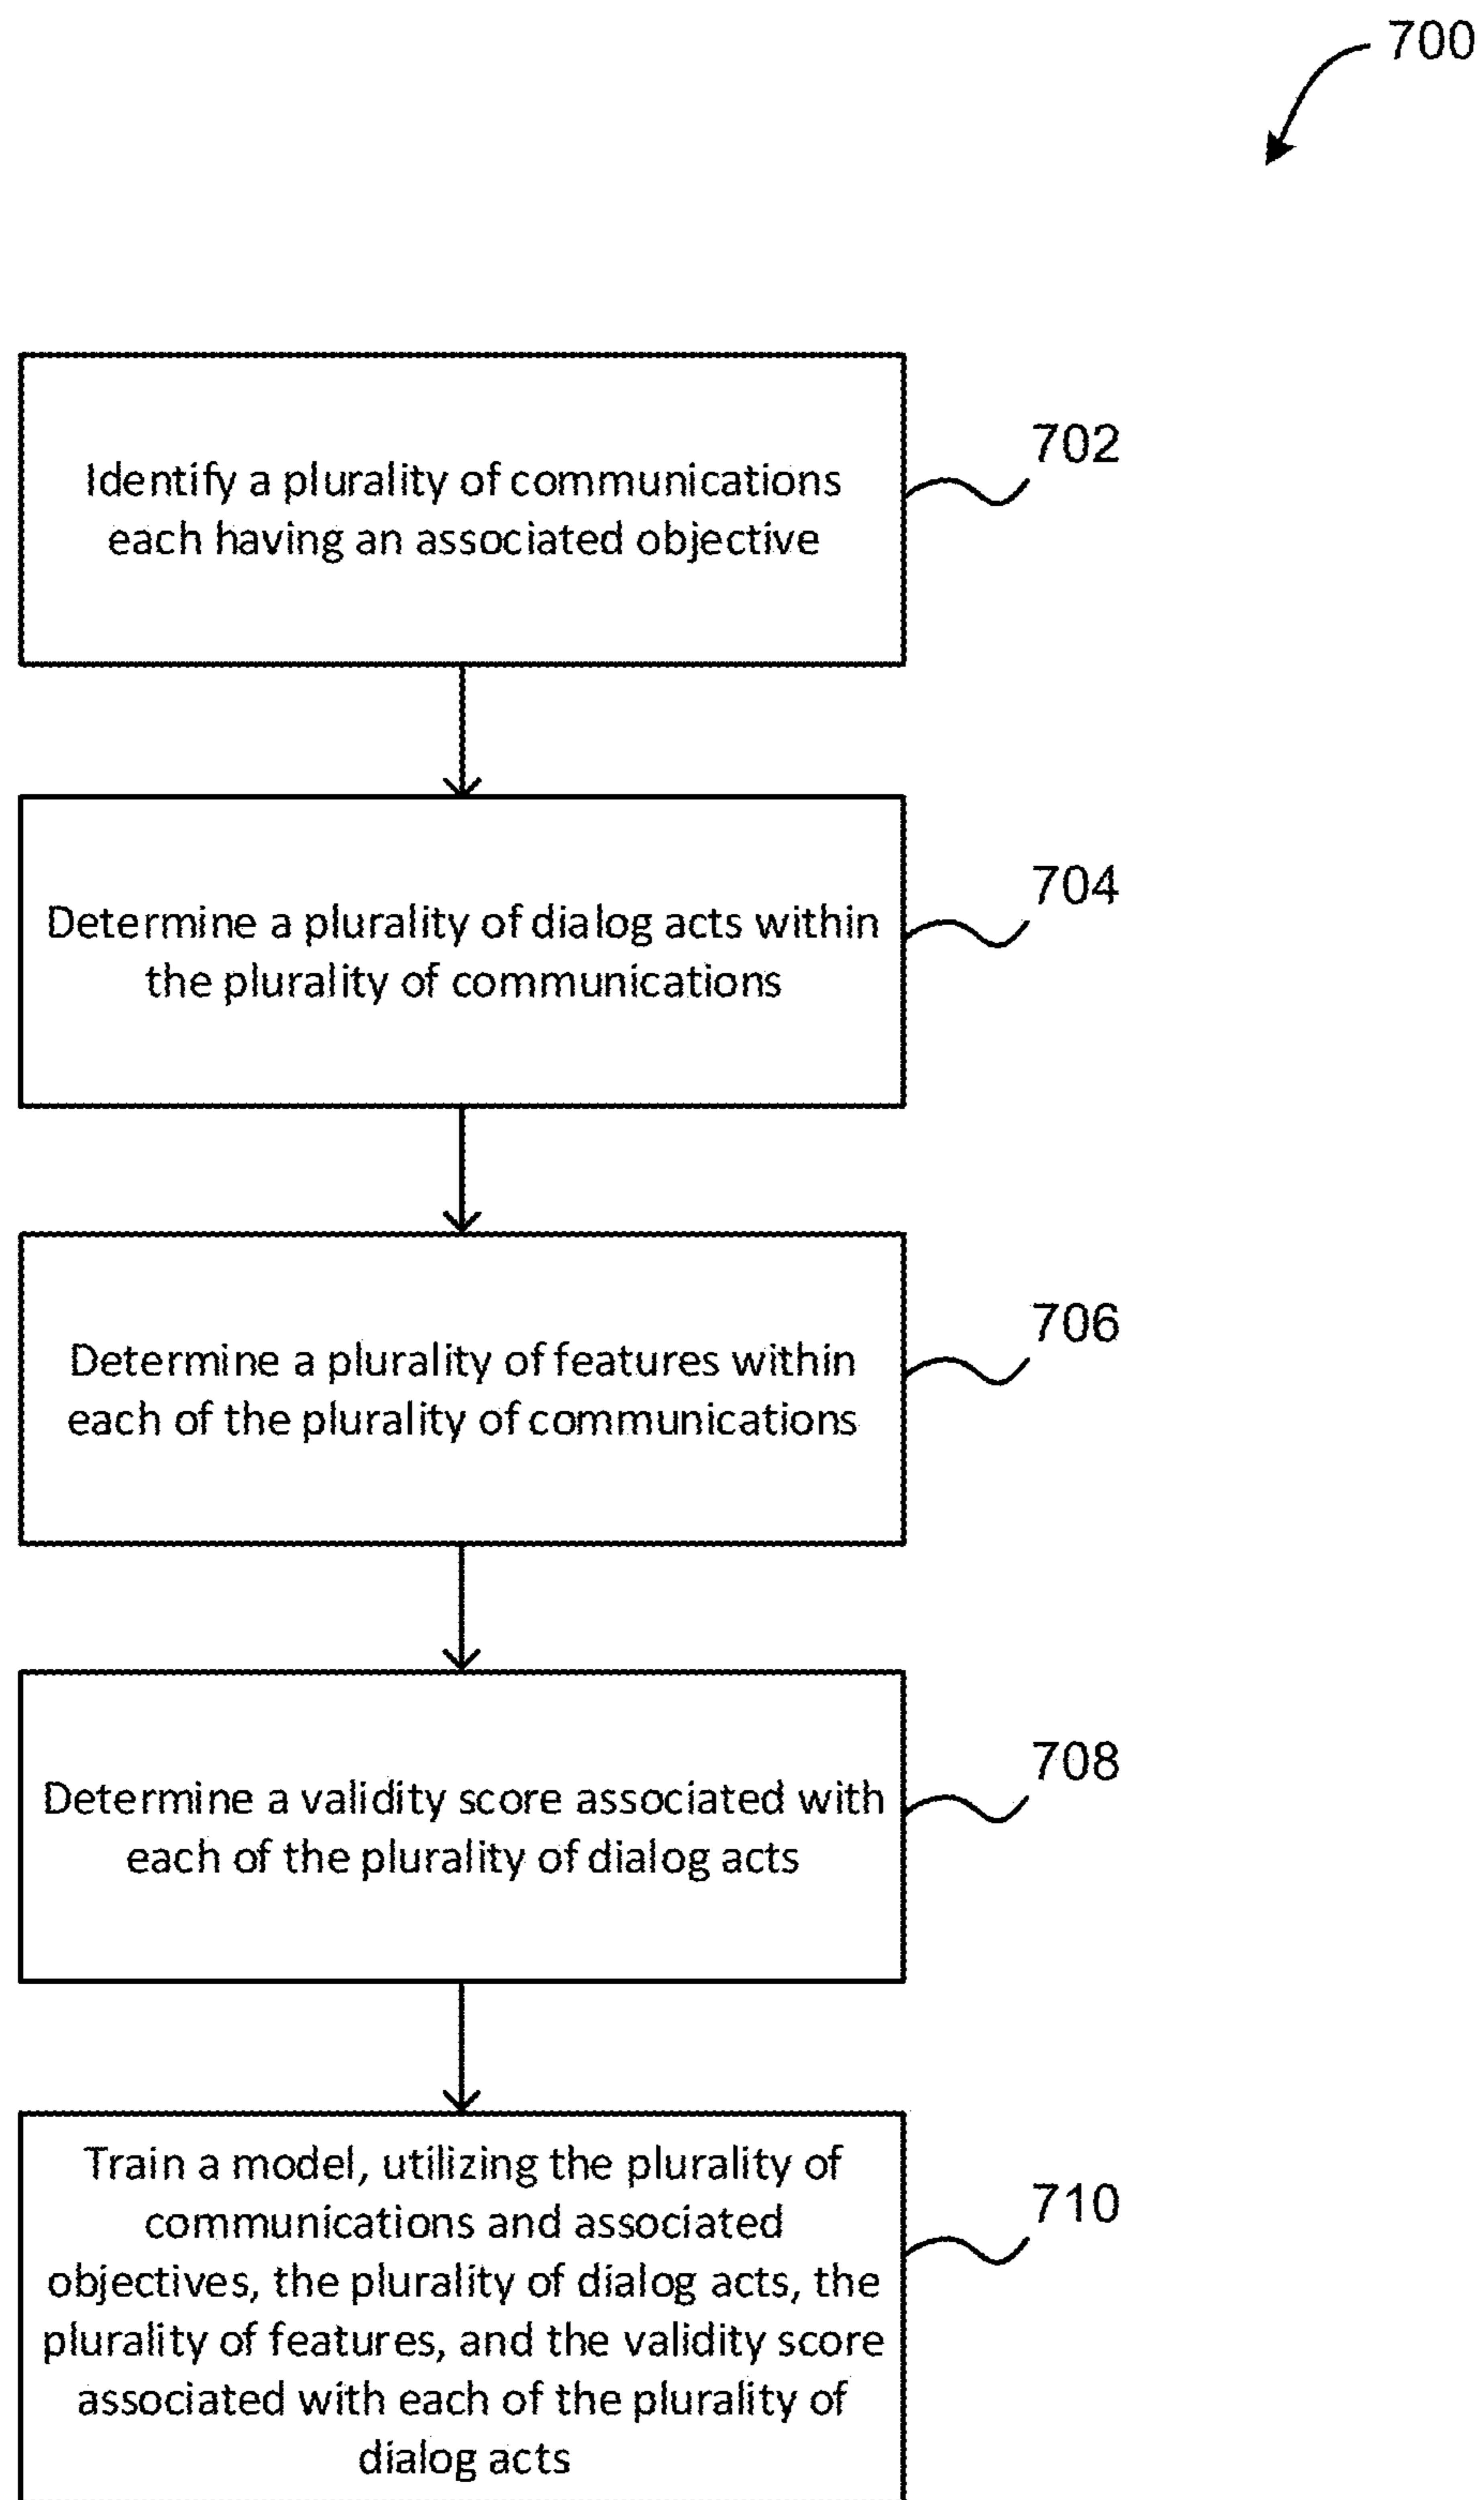 700
Identify a plurality of communications
each having an associated objective
702
Determine a plurality of dialog acts within
the plurality of communications
704
Determine a plurality of features within
each of the plurality of communications
706
Determine a validity score associated with
each of the plurality of dialog acts
708
Train a model, utilizing the plurality of
communications and associated
objectives, the plurality of dialog acts, the
plurality of features, and the validity score
associated with each of the plurality of
dialog acts
710